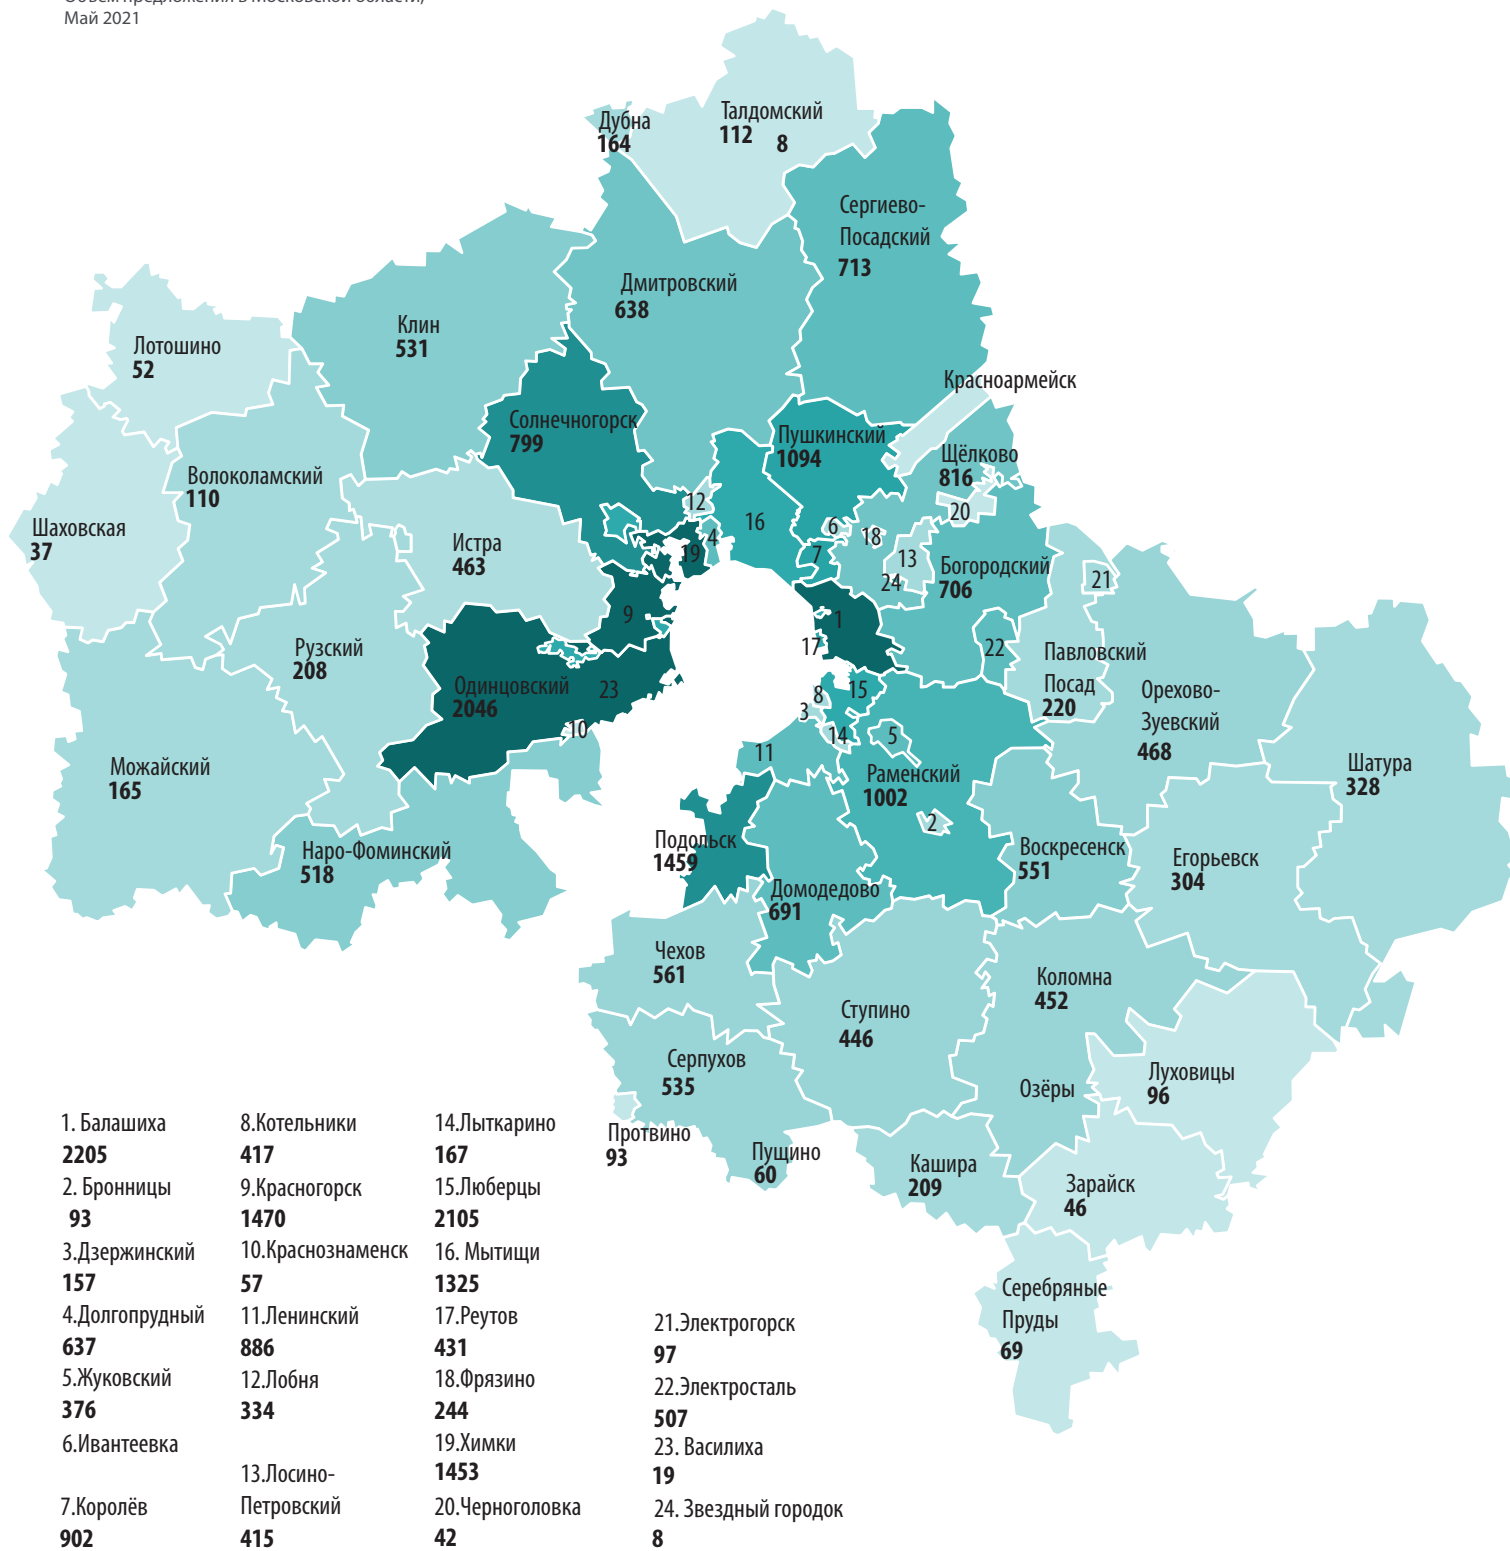 Объем предложения в Московской области,
Май 2021
Дубна
164
Талдомский
112
8
Сергиево-
Посадский
713
Дмитровский
638
Клин
531
Лотошино
52
Красноармейск
Солнечногорск
799
Пушкинский
1094
Щёлково
816
Волоколамский
110
Шаховская
37
Истра
463
12
16
4
19
6
18
7
13
24
20
Богородский
706
21
9
1
17
22
Рузский
208
Одинцовский
2046
23
10
Павловский
Посад
220
Орехово-
Зуевский
468
8
15
3
14
5
11
Шатура
328
Можайский
165
Раменский
1002
2
Наро-Фоминский
518
Подольск
1459
Домодедово
691
Воскресенск
551
Егорьевск
304
Чехов
561
Ступино
446
Коломна
452
Серпухов
535
Озёры
Луховицы
96
Протвино
93
Пущино
60
Кашира
209
Зарайск
46
Серебряные
Пруды
69
1. Балашиха
2205
2. Бронницы
93
3.Дзержинский
157
4.Долгопрудный
637
5.Жуковский
376
6.Ивантеевка
7.Королёв
902
8.Котельники
417
9.Красногорск
1470
10.Краснознаменск
57
11.Ленинский
886
12.Лобня
334
13.Лосино-
Петровский
415
14.Лыткарино
167
15.Люберцы
2105
16. Мытищи
1325
17.Реутов
431
18.Фрязино
244
19.Химки
1453
20.Черноголовка
42
21.Электрогорск
97
22.Электросталь
507
23. Василиха
19
24. Звездный городок
8